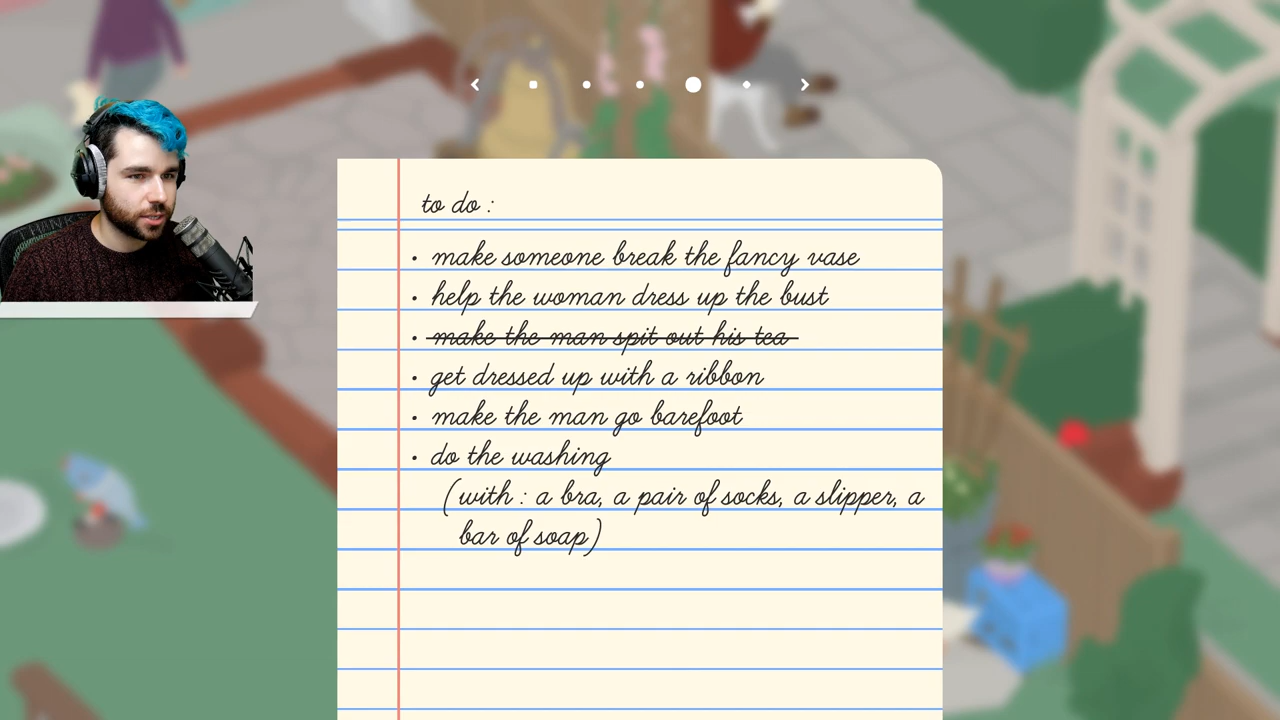 to do :
• make someone break the fancy vase
• help the woman dress up the bust
• make the man spit out his tea
• get dressed up with a ribbon
• make the man go barefoot
• do the washing
(with : a bra, a pair of socks, a slipper, a
bar of soap)